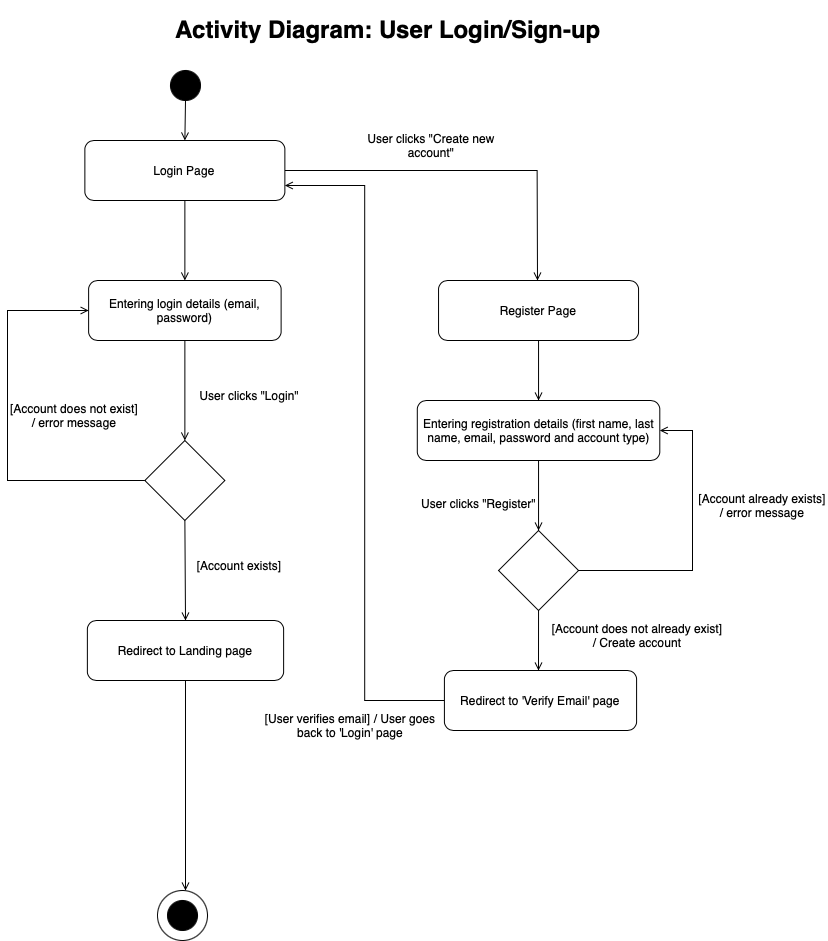 Activity Diagram: User Login/Sign-up
User clicks "Create new
account"
Login Page
Entering login details (email,
password)
Register Page
User clicks "Login"
[Account does not exist]
/ error message
Entering registration details (first name, last
name, email, password and account type)
User clicks "Register"
[Account already exists]
/ error message
[Account exists]
[Account does not already exist]
/ Create account
Redirect to Landing page
Redirect to 'Verify Email' page
[User verifies email] / User goes
back to 'Login' page